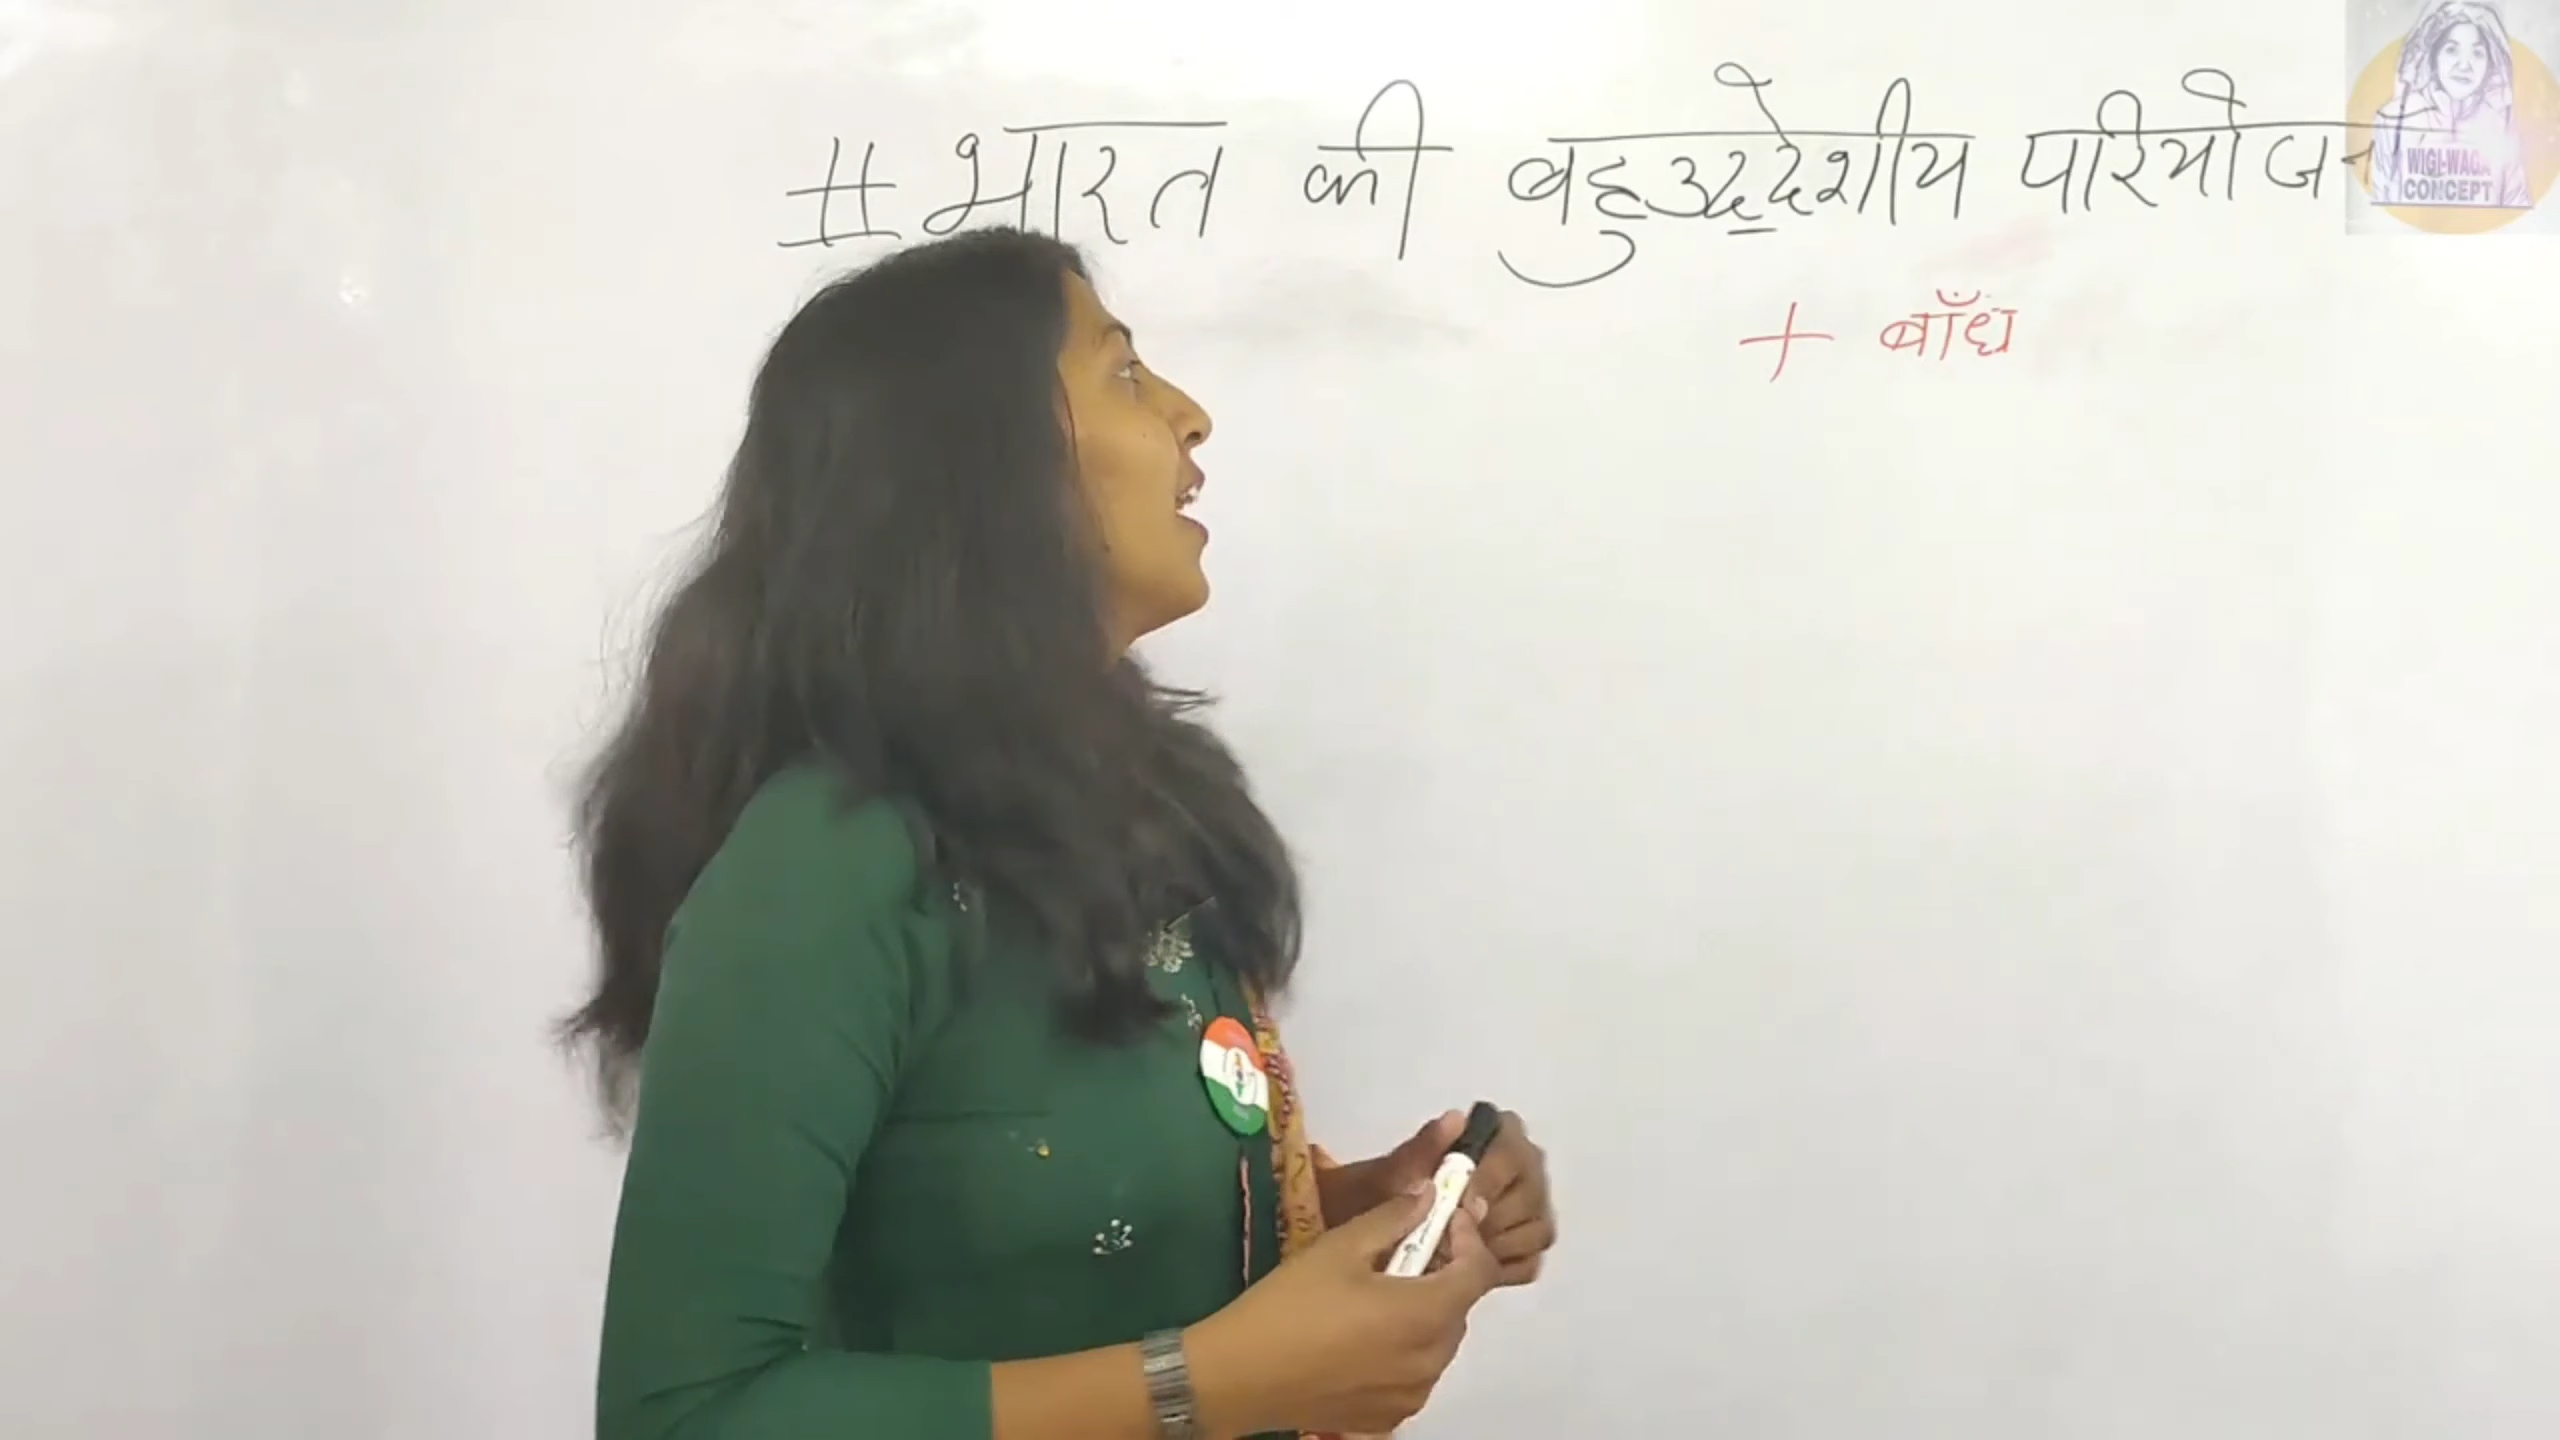 # भारत की बहुउद्देशीय परियोजना
+ बाँध
WIGI-WAGA
CONCEPT